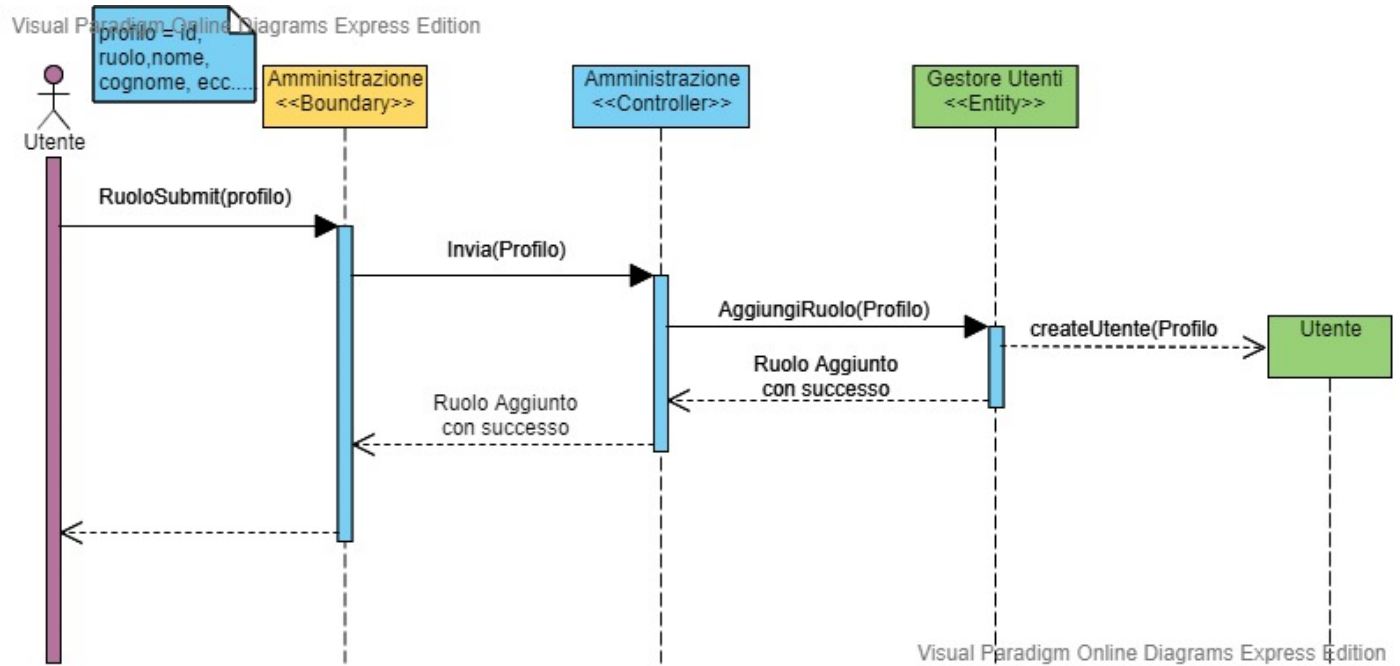 Visual Paradigm Online Diagrams Express Edition
profilo = id,
ruolo,nome,
cognome, ecc.....
Utente
Amministrazione
<<Boundary>>
Amministrazione
<<Controller>>
Gestore Utenti
<<Entity>>
RuoloSubmit(profilo)
Invia(Profilo)
AggiungiRuolo(Profilo)
createUtente(Profilo
Utente
Ruolo Aggiunto
con successo
Ruolo Aggiunto
con successo
Visual Paradigm Online Diagrams Express Edition